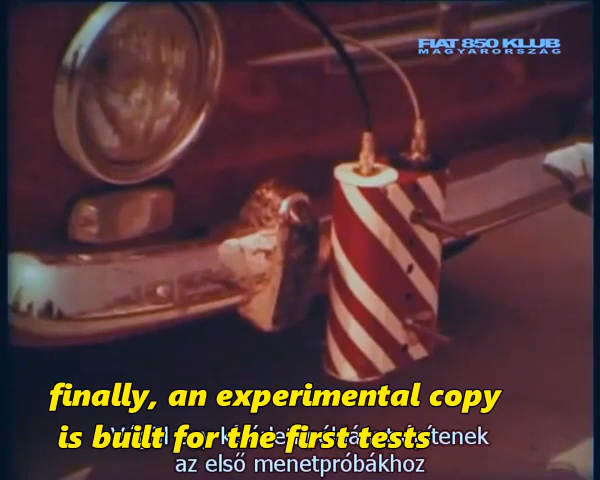 FIAT 850 KLUB
MAGYARORSZÁG
finally, an experimental copy
is built for the first tests
az első menetpróbákhoz